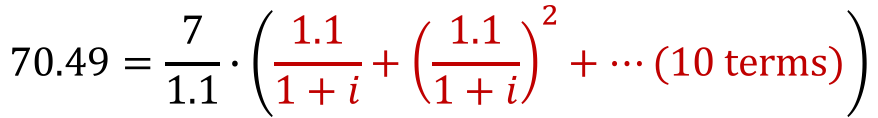 70.49 = 7/1.1 · (1.1/(1 + i) + (1.1/(1 + i))² + ⋯ (10 terms))